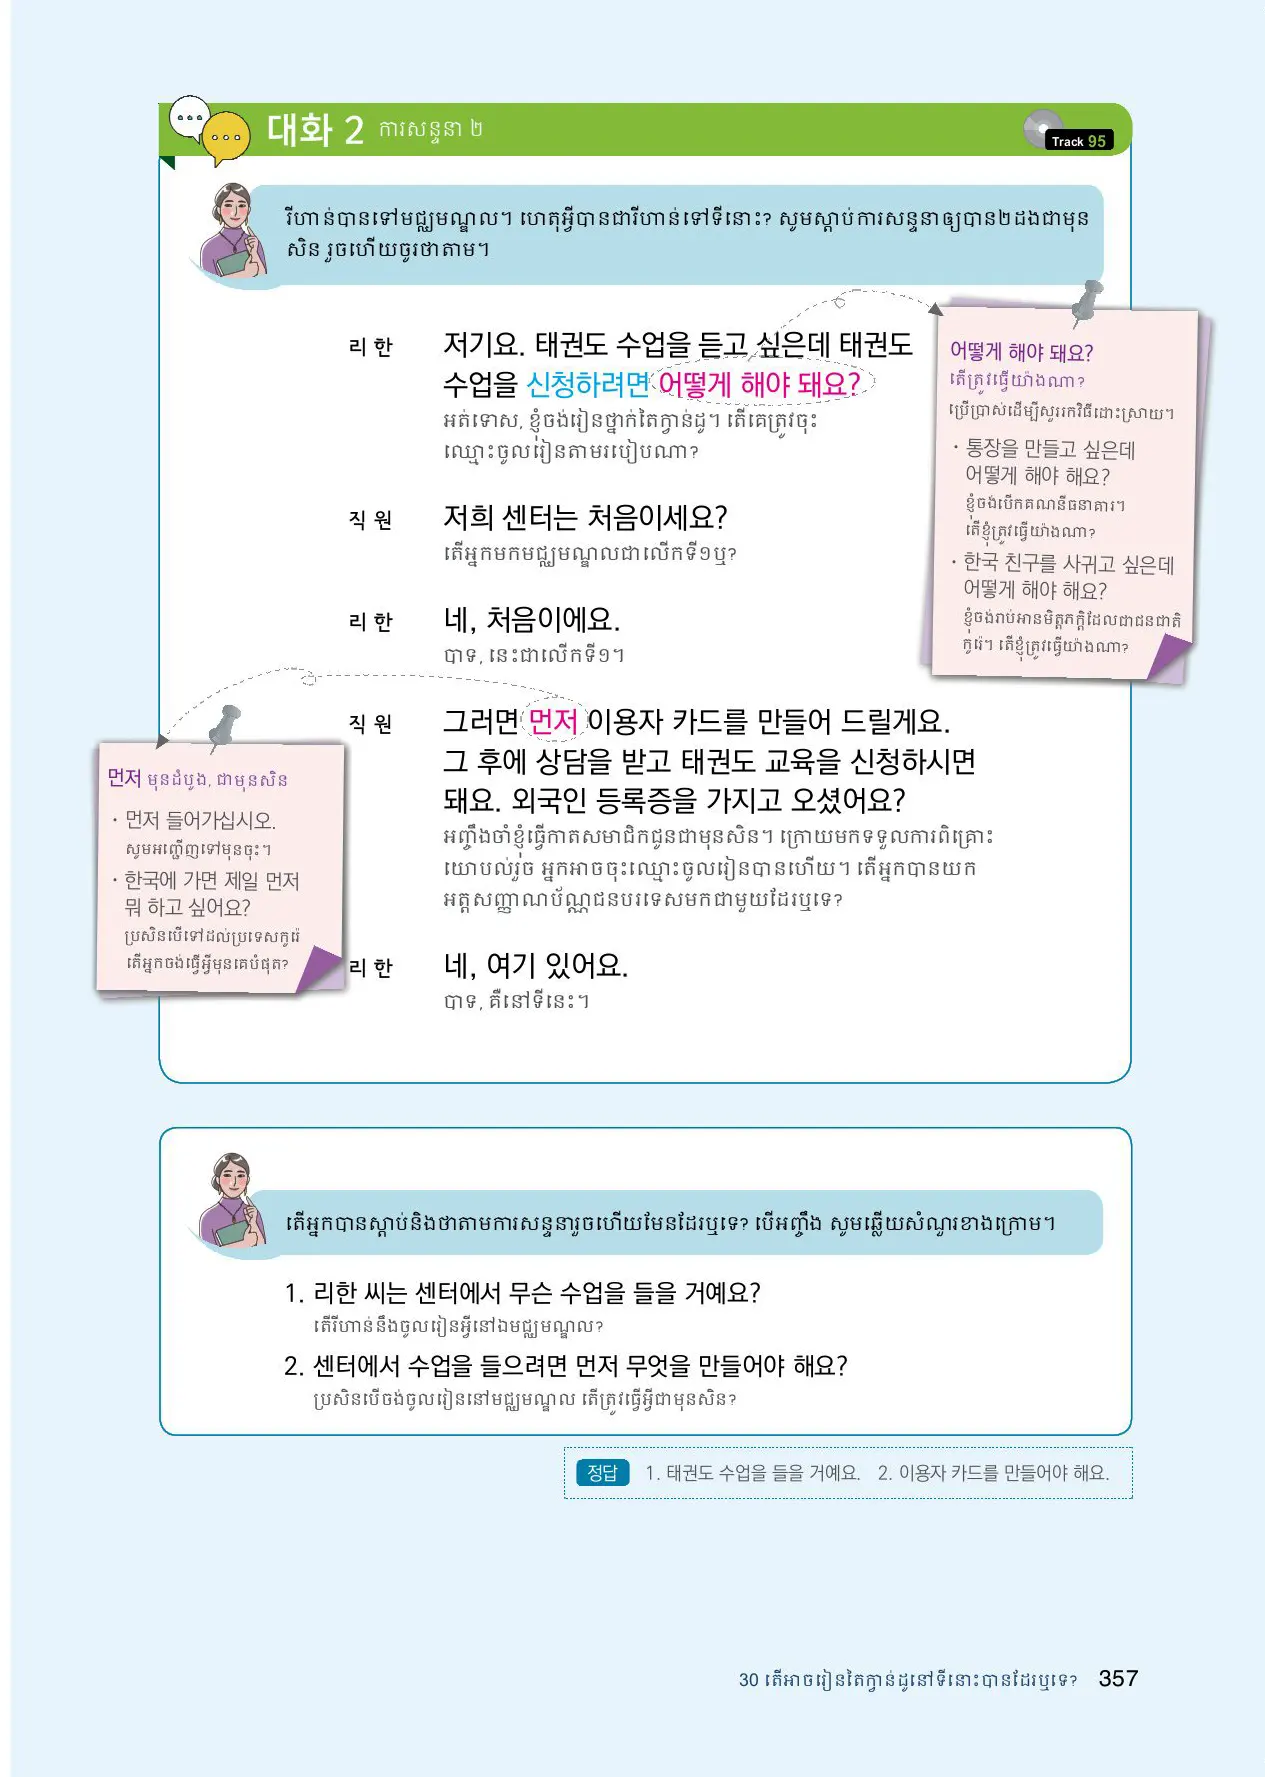 대화 2 ការសន្ទនា ២
Track 95
រីហាន់បានទៅមជ្ឈមណ្ឌល។ ហេតុអ្វីបានជារីហាន់ទៅទីនោះ? សូមស្តាប់ការសន្ទនាឲ្យបាន២ដងជាមុន
សិន រួចហើយចូរថាតាម។
리 한 저기요. 태권도 수업을 듣고 싶은데 태권도
수업을 신청하려면 어떻게 해야 돼요?
អត់ទោស, ខ្ញុំចង់រៀនថ្នាក់តៃក្វាន់ដូ។ តើគេត្រូវចុះ
ឈ្មោះចូលរៀនតាមរបៀបណា?
직 원 저희 센터는 처음이세요?
តើអ្នកមកមជ្ឈមណ្ឌលជាលើកទី១ឬ?
리 한 네, 처음이에요.
បាទ, នេះជាលើកទី១។
직 원 그러면 먼저 이용자 카드를 만들어 드릴게요.
그 후에 상담을 받고 태권도 교육을 신청하시면
돼요. 외국인 등록증을 가지고 오셨어요?
អញ្ចឹងចាំខ្ញុំធ្វើកាតសមាជិកជូនជាមុនសិន។ ក្រោយមកទទួលការពិគ្រោះ
យោបល់រួច អ្នកអាចចុះឈ្មោះចូលរៀនបានហើយ។ តើអ្នកបានយក
អត្តសញ្ញាណប័ណ្ណជនបរទេសមកជាមួយដែរឬទេ?
리 한 네, 여기 있어요.
បាទ, គឺនៅទីនេះ។
어떻게 해야 돼요?
តើត្រូវធ្វើយ៉ាងណា?
ប្រើប្រាស់ដើម្បីសួររកវិធីដោះស្រាយ។
· 통장을 만들고 싶은데
어떻게 해야 해요?
ខ្ញុំចង់បើកគណនីធនាគារ។
តើខ្ញុំត្រូវធ្វើយ៉ាងណា?
· 한국 친구를 사귀고 싶은데
어떻게 해야 해요?
ខ្ញុំចង់រាប់អានមិត្តភក្តិដែលជាជនជាតិ
កូរ៉េ។ តើខ្ញុំត្រូវធ្វើយ៉ាងណា?
먼저 មុនដំបូង, ជាមុនសិន
· 먼저 들어가십시오.
សូមអញ្ជើញទៅមុនចុះ។
· 한국에 가면 제일 먼저
뭐 하고 싶어요?
ប្រសិនបើទៅដល់ប្រទេសកូរ៉េ
តើអ្នកចង់ធ្វើអ្វីមុនគេបំផុត?
តើអ្នកបានស្តាប់និងថាតាមការសន្ទនារួចហើយមែនដែរឬទេ? បើអញ្ចឹង សូមឆ្លើយសំណួរខាងក្រោម។
1. 리한 씨는 센터에서 무슨 수업을 들을 거예요?
តើរីហាន់នឹងចូលរៀនអ្វីនៅឯមជ្ឈមណ្ឌល?
2. 센터에서 수업을 들으려면 먼저 무엇을 만들어야 해요?
ប្រសិនបើចង់ចូលរៀននៅមជ្ឈមណ្ឌល តើត្រូវធ្វើអ្វីជាមុនសិន?
정답 1. 태권도 수업을 들을 거예요. 2. 이용자 카드를 만들어야 해요.
30 តើអាចរៀនតៃក្វាន់ដូនៅទីនោះបានដែរឬទេ? 357